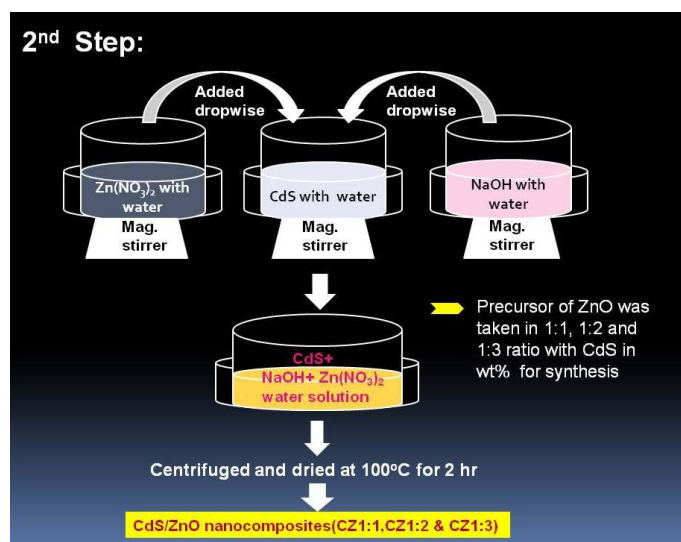 2nd Step:
Added
dropwise
Added
dropwise
Zn(NO3)2 with
water
CdS with water
NaOH with
water
Mag.
stirrer
Mag.
stirrer
Mag.
stirrer
Precursor of ZnO was
taken in 1:1, 1:2 and
1:3 ratio with CdS in
wt% for synthesis
CdS+
NaOH+ Zn(NO3)2
water solution
Centrifuged and dried at 100oC for 2 hr
CdS/ZnO nanocomposites(CZ1:1,CZ1:2 & CZ1:3)